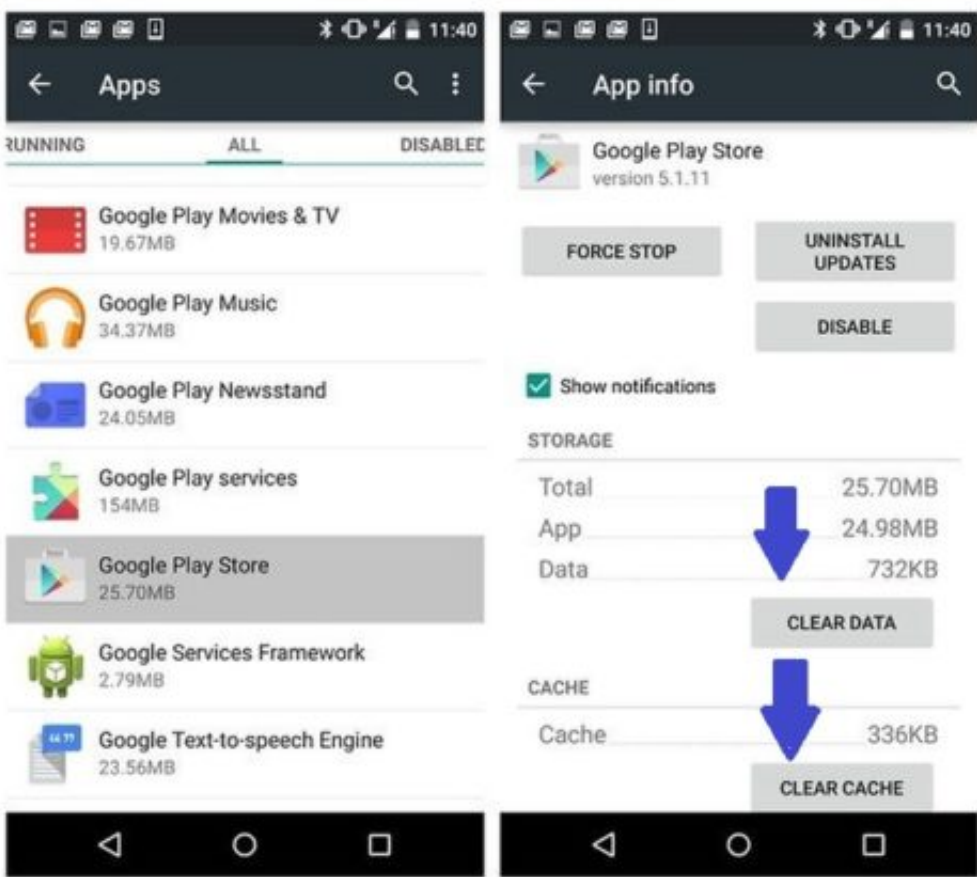 11:40
Apps
RUNNING ALL DISABLED
Google Play Movies & TV
19.67MB
Google Play Music
34.37MB
Google Play Newsstand
24.05MB
Google Play services
154MB
Google Play Store
25.70MB
Google Services Framework
2.79MB
Google Text-to-speech Engine
23.56MB
11:40
App info
Google Play Store
version 5.1.11
FORCE STOP
UNINSTALL
UPDATES
DISABLE
Show notifications
STORAGE
Total 25.70MB
App 24.98MB
Data 732KB
CLEAR DATA
CACHE
Cache 336KB
CLEAR CACHE